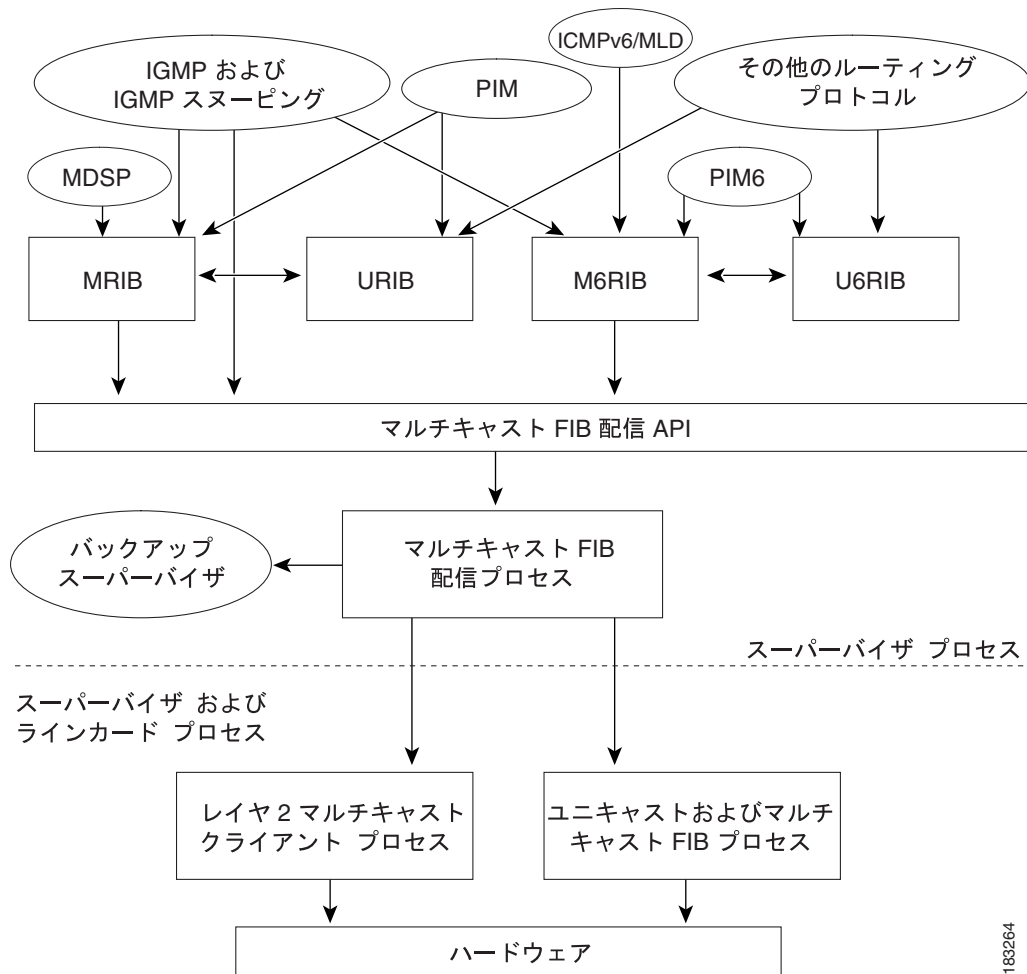 ICMPv6/MLD
IGMP および
IGMP スヌーピング
PIM
その他のルーティング
プロトコル
MDSP
PIM6
MRIB
URIB
M6RIB
U6RIB
マルチキャスト FIB 配信 API
バックアップ
スーパーバイザ
マルチキャスト FIB
配信プロセス
スーパーバイザ プロセス
スーパーバイザ および
ラインカード プロセス
レイヤ 2 マルチキャスト
クライアント プロセス
ユニキャストおよびマルチ
キャスト FIB プロセス
ハードウェア
183264